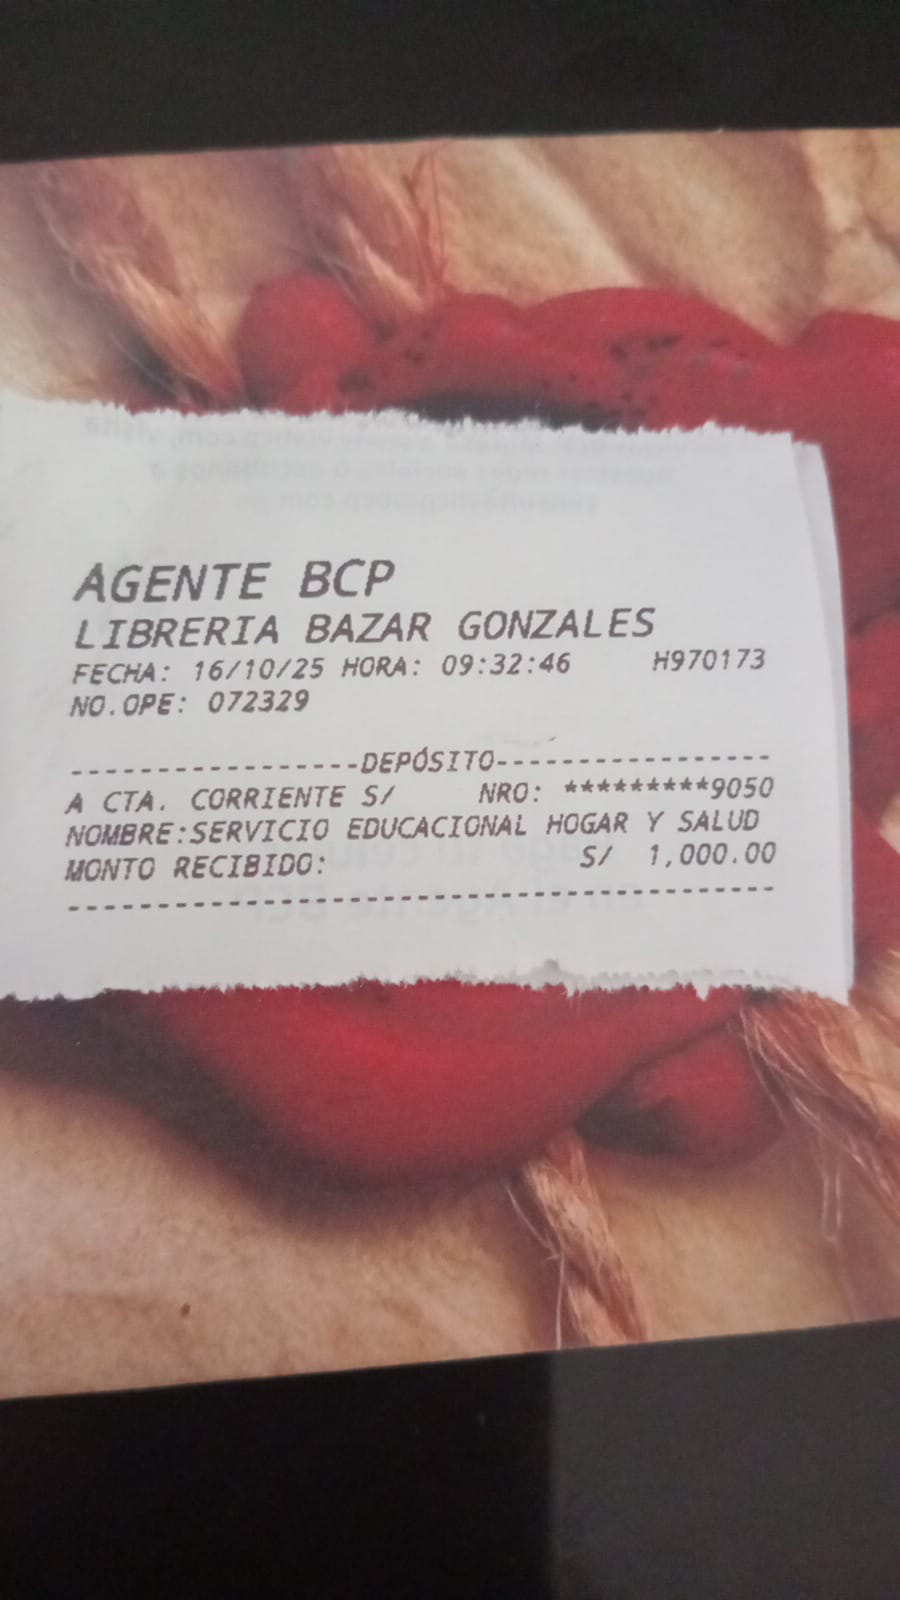 AGENTE BCP
LIBRERIA BAZAR GONZALES
FECHA: 16/10/25 HORA: 09:32:46 H970173
NO.OPE: 072329
-----------------DEPÓSITO----------------
A CTA. CORRIENTE S/ NRO: *********9050
NOMBRE:SERVICIO EDUCACIONAL HOGAR Y SALUD
MONTO RECIBIDO: S/ 1,000.00
-----------------------------------------